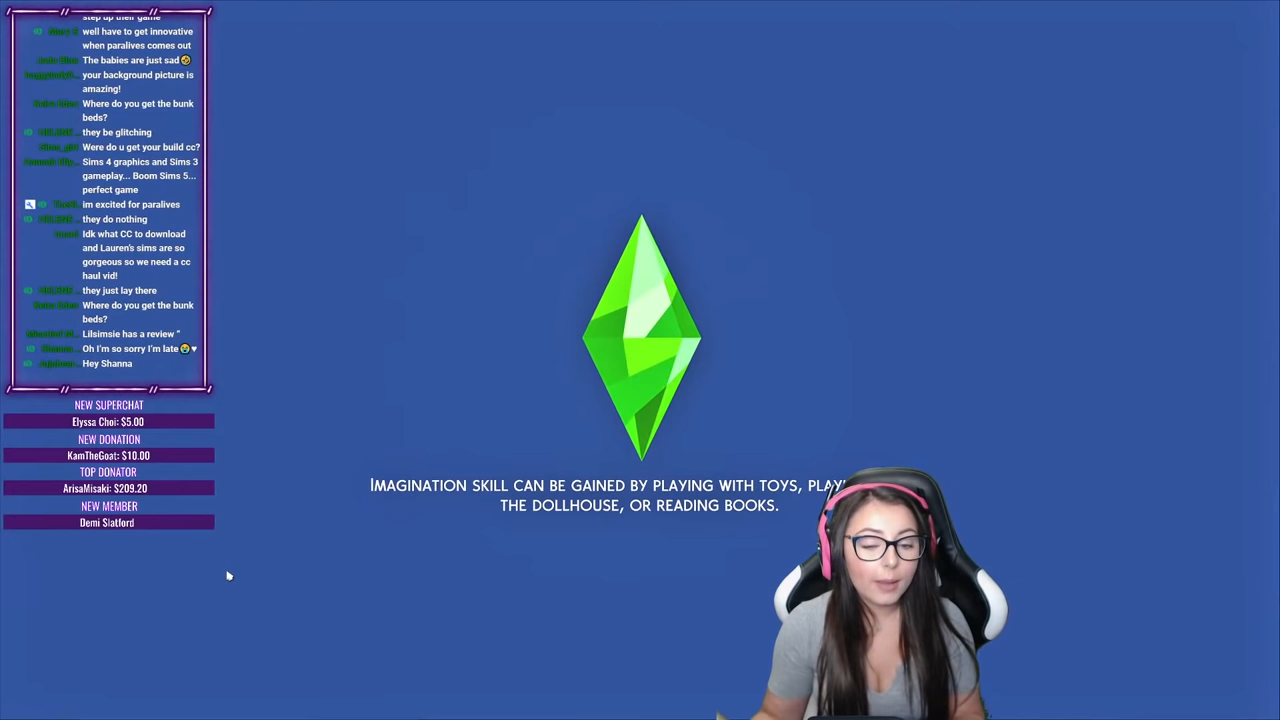 step up their game
well have to get innovative
when paralives comes out
The babies are just sad🤣
your background picture is
amazing!
Where do you get the bunk
beds?
they be glitching
Were do u get your build cc?
Sims 4 graphics and Sims 3
gameplay... Boom Sims 5...
perfect game
im excited for paralives
they do nothing
Idk what CC to download
and Lauren's sims are so
gorgeous so we need a cc
haul vid!
they just lay there
Where do you get the bunk
beds?
Lilsimsie has a review "
Oh I'm so sorry I'm late😭♥
Hey Shanna
NEW SUPERCHAT
Elyssa Choi: $5.00
NEW DONATION
KamTheGoat: $10.00
TOP DONATOR
ArisaMisaki: $209.20
NEW MEMBER
Demi Slatford
IMAGINATION SKILL CAN BE GAINED BY PLAYING WITH TOYS,
THE DOLLHOUSE, OR READING BOOKS.